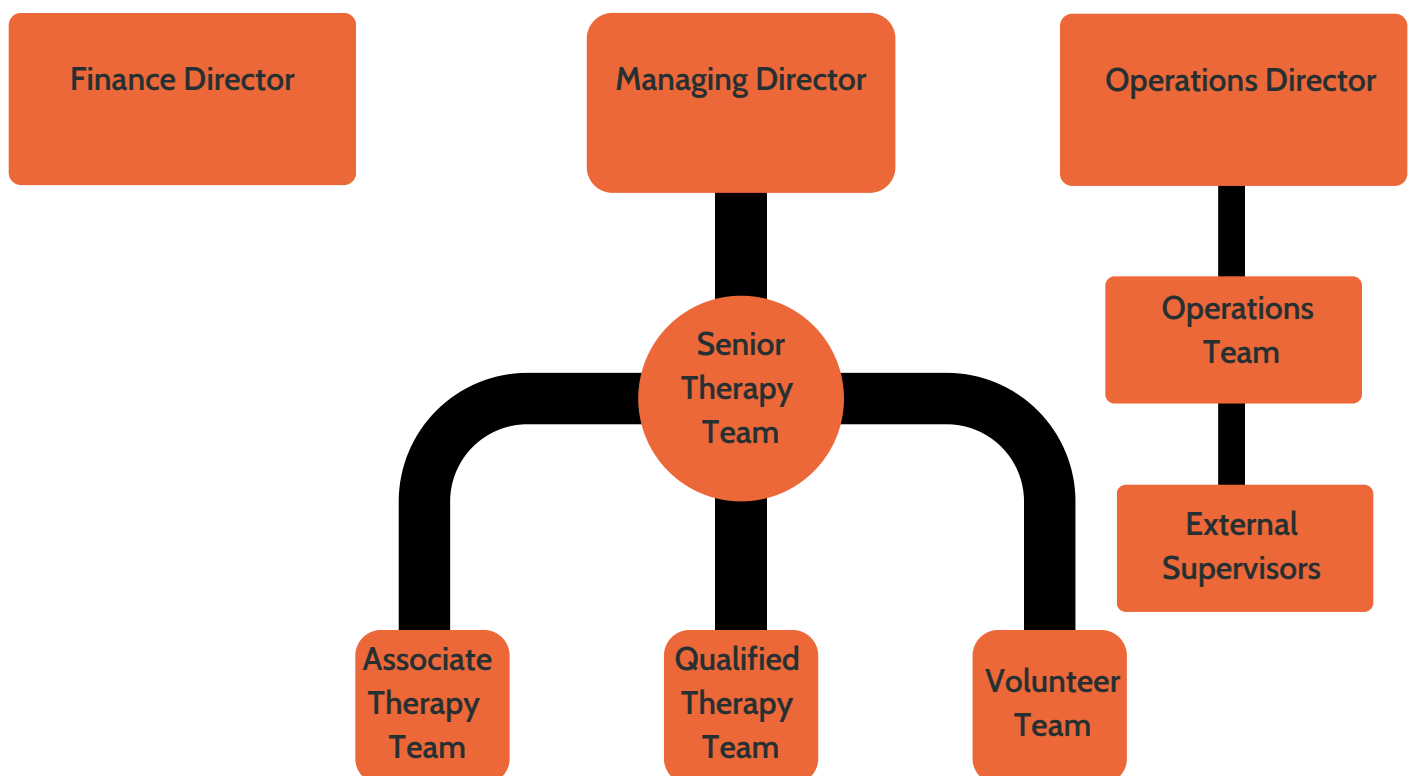 Finance Director
Managing Director
Operations Director
Senior
Therapy
Team
Operations
Team
External
Supervisors
Associate
Therapy
Team
Qualified
Therapy
Team
Volunteer
Team